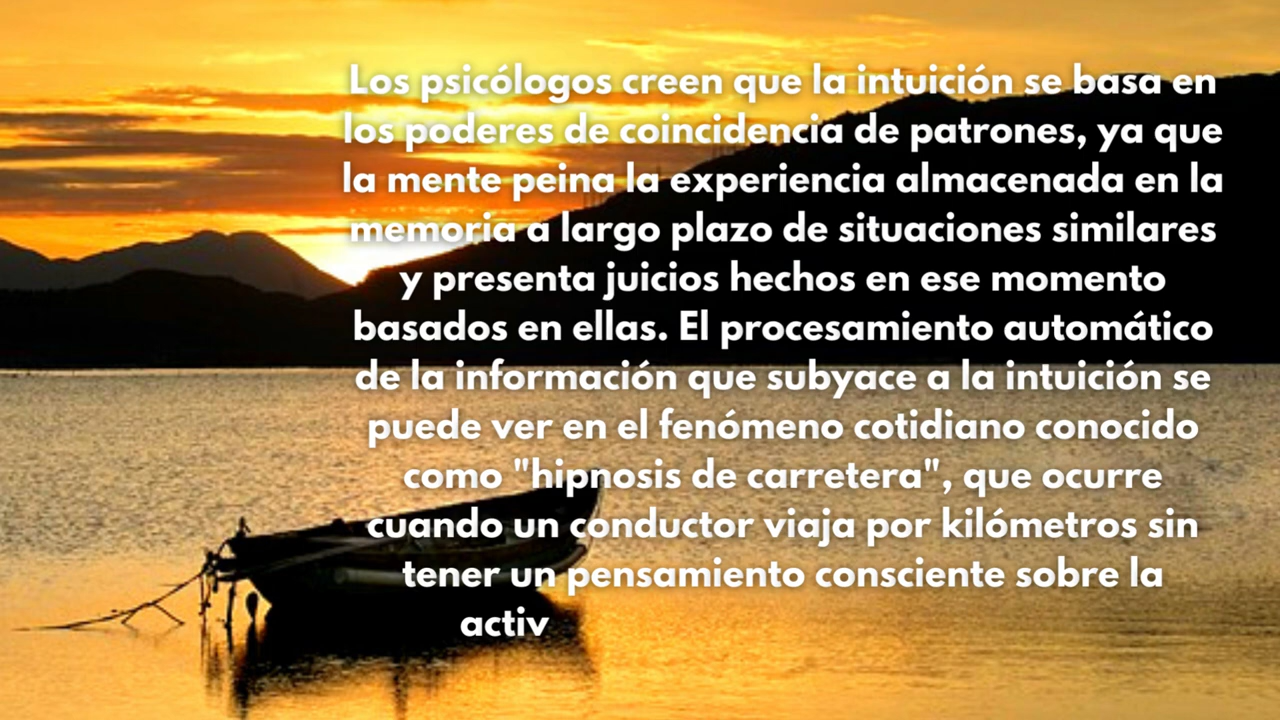 Los psicólogos creen que la intuición se basa en
los poderes de coincidencia de patrones, ya que
la mente peina la experiencia almacenada en la
memoria a largo plazo de situaciones similares
y presenta juicios hechos en ese momento
basados en ellas. El procesamiento automático
de la información que subyace a la intuición se
puede ver en el fenómeno cotidiano conocido
como "hipnosis de carretera", que ocurre
cuando un conductor viaja por kilómetros sin
tener un pensamiento consciente sobre la
activ